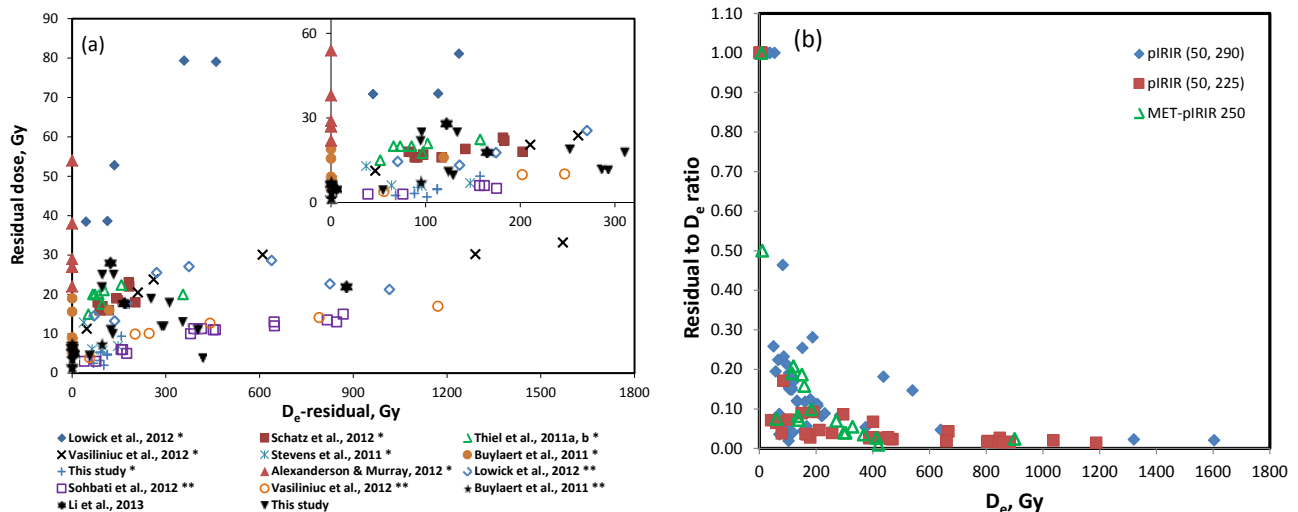 (a)
Residual dose, Gy
90
80
70
60
50
40
30
20
10
0
0 300 600 900 1200 1500 1800
De-residual, Gy
60
30
0
0 100 200 300
Lowick et al., 2012 * Schatz et al., 2012 * Thiel et al., 2011a, b *
Vasiliniuc et al., 2012 * Stevens et al., 2011 * Buylaert et al., 2011 *
This study * Alexanderson & Murray, 2012 * Lowick et al., 2012 **
Sohbati et al., 2012 ** Vasiliniuc et al., 2012 ** Buylaert et al., 2011 **
Li et al., 2013 This study
(b)
Residual to De ratio
1.00
0.90
0.80
0.70
0.60
0.50
0.40
0.30
0.20
0.10
0.00
0 200 400 600 800 1000 1200 1400 1600 1800
De, Gy
pIRIR (50, 290)
pIRIR (50, 225)
MET-pIRIR 250